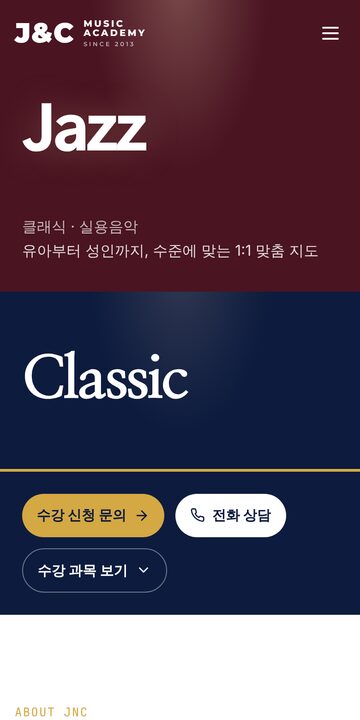 J&C MUSIC
ACADEMY
SINCE 2013
Jazz
클래식 · 실용음악
유아부터 성인까지, 수준에 맞는 1:1 맞춤 지도
Classic
수강 신청 문의 →
전화 상담
수강 과목 보기
ABOUT JNC